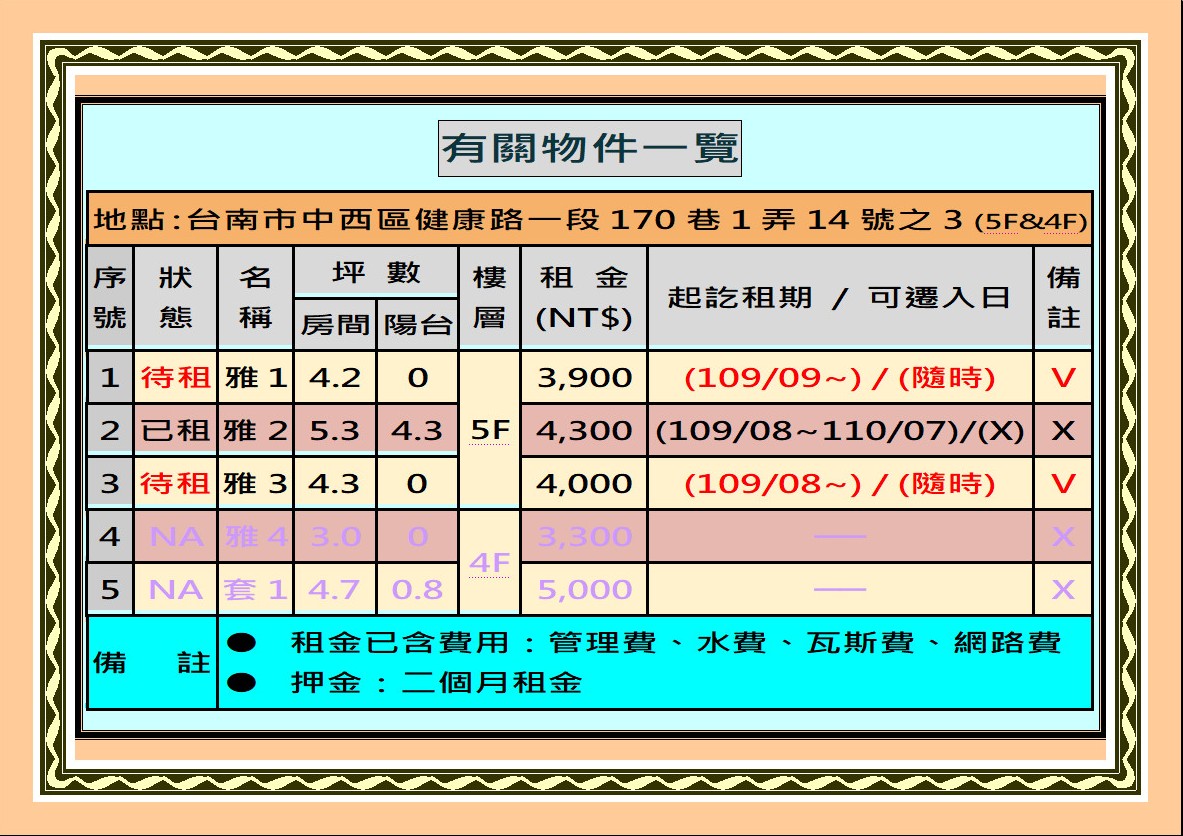 有關物件一覽
地點:台南市中西區健康路一段 170 巷 1 弄 14 號之 3 (5F&4F)
序號 狀態 名稱 坪 數 樓層 租 金 (NT$) 起訖租期 / 可遷入日 備註
房間 陽台
1 待租 雅 1 4.2 0 5F 3,900 (109/09~) / (隨時) V
2 已租 雅 2 5.3 4.3 4,300 (109/08~110/07)/(X) X
3 待租 雅 3 4.3 0 4,000 (109/08~) / (隨時) V
4 NA 雅 4 3.0 0 4F 3,300 — X
5 NA 套 1 4.7 0.8 5,000 — X
備 註
● 租金已含費用:管理費、水費、瓦斯費、網路費
● 押金:二個月租金